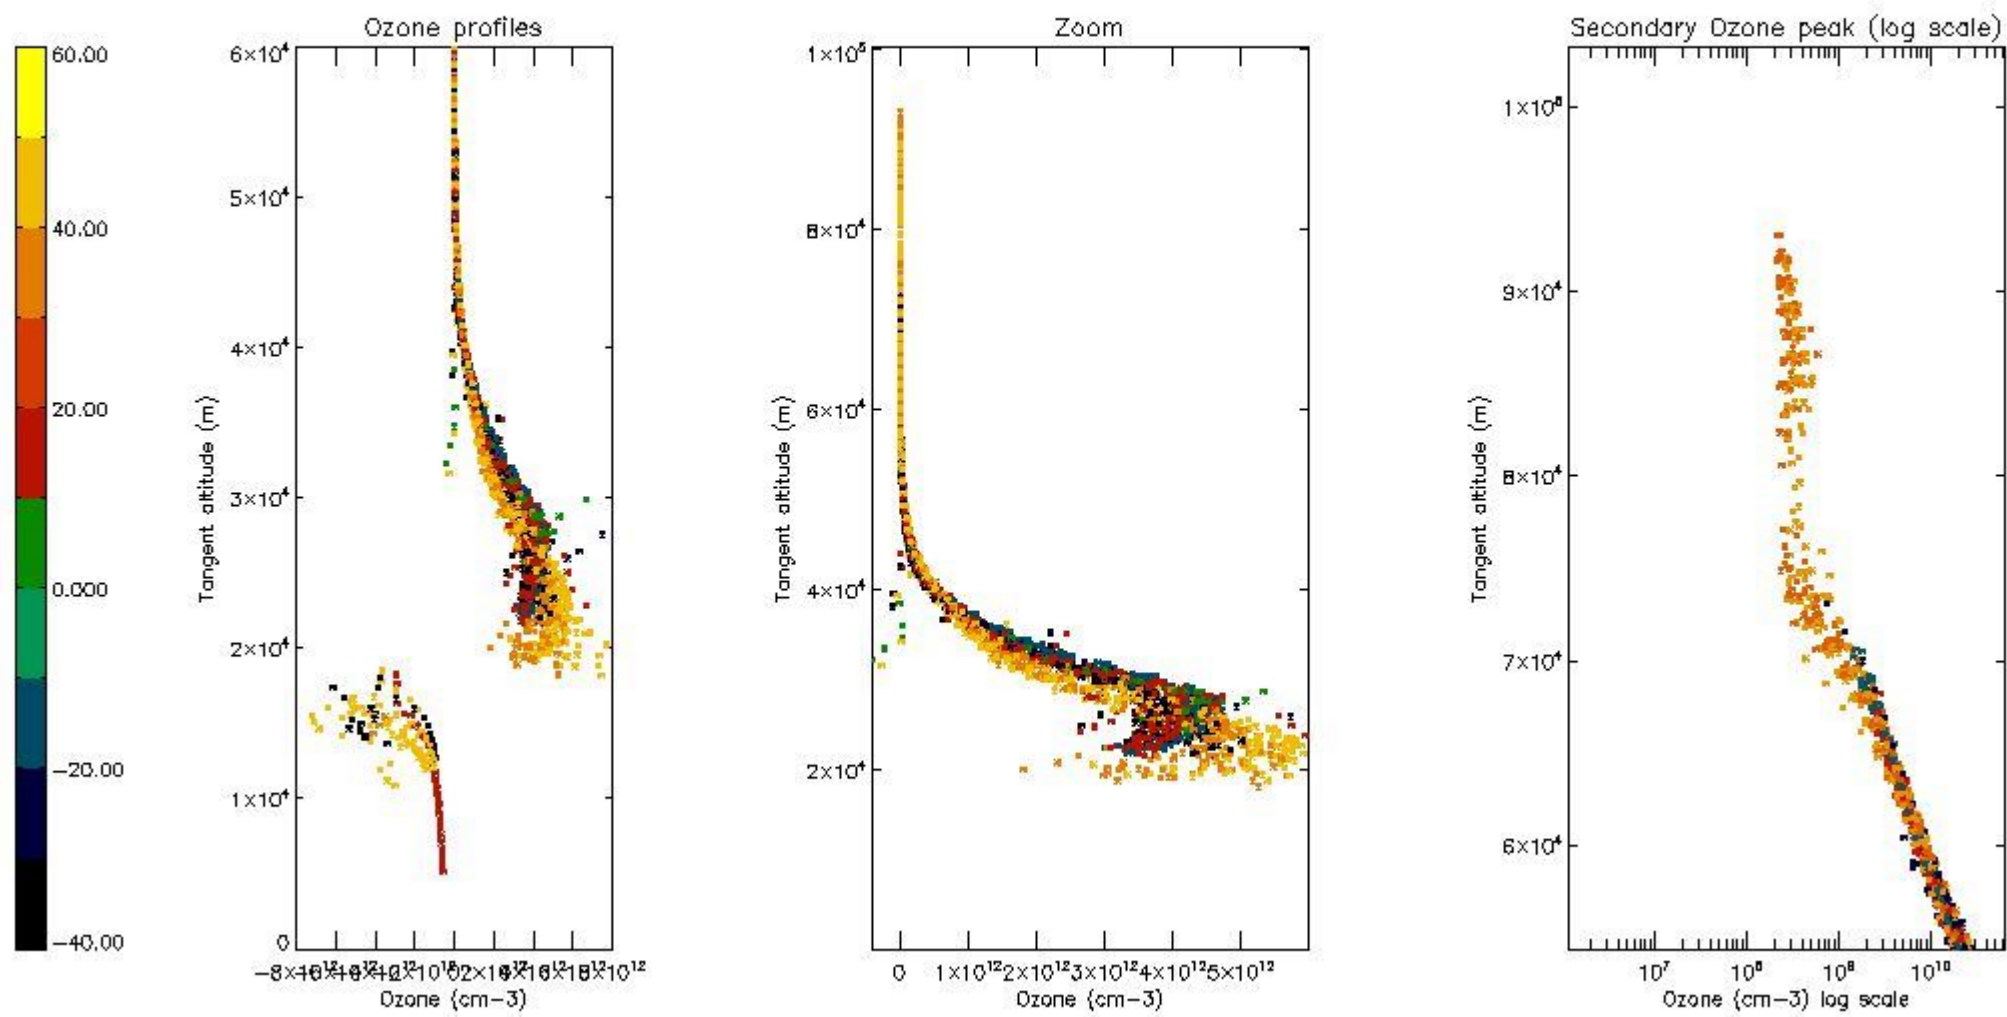 60.00
40.00
20.00
0.000
-20.00
-40.00
Ozone profiles
6×10⁴
5×10⁴
4×10⁴
3×10⁴
2×10⁴
1×10⁴
0
Tangent altitude (m)
Ozone (cm-3)
Zoom
1×10⁵
8×10⁴
6×10⁴
4×10⁴
2×10⁴
Tangent altitude (m)
0 1×10¹² 2×10¹² 3×10¹² 4×10¹² 5×10¹²
Ozone (cm-3)
Secondary Ozone peak (log scale)
9×10⁴
8×10⁴
7×10⁴
6×10⁴
Tangent altitude (m)
10⁷ 10⁸ 10⁹ 10¹⁰
Ozone (cm-3) log scale